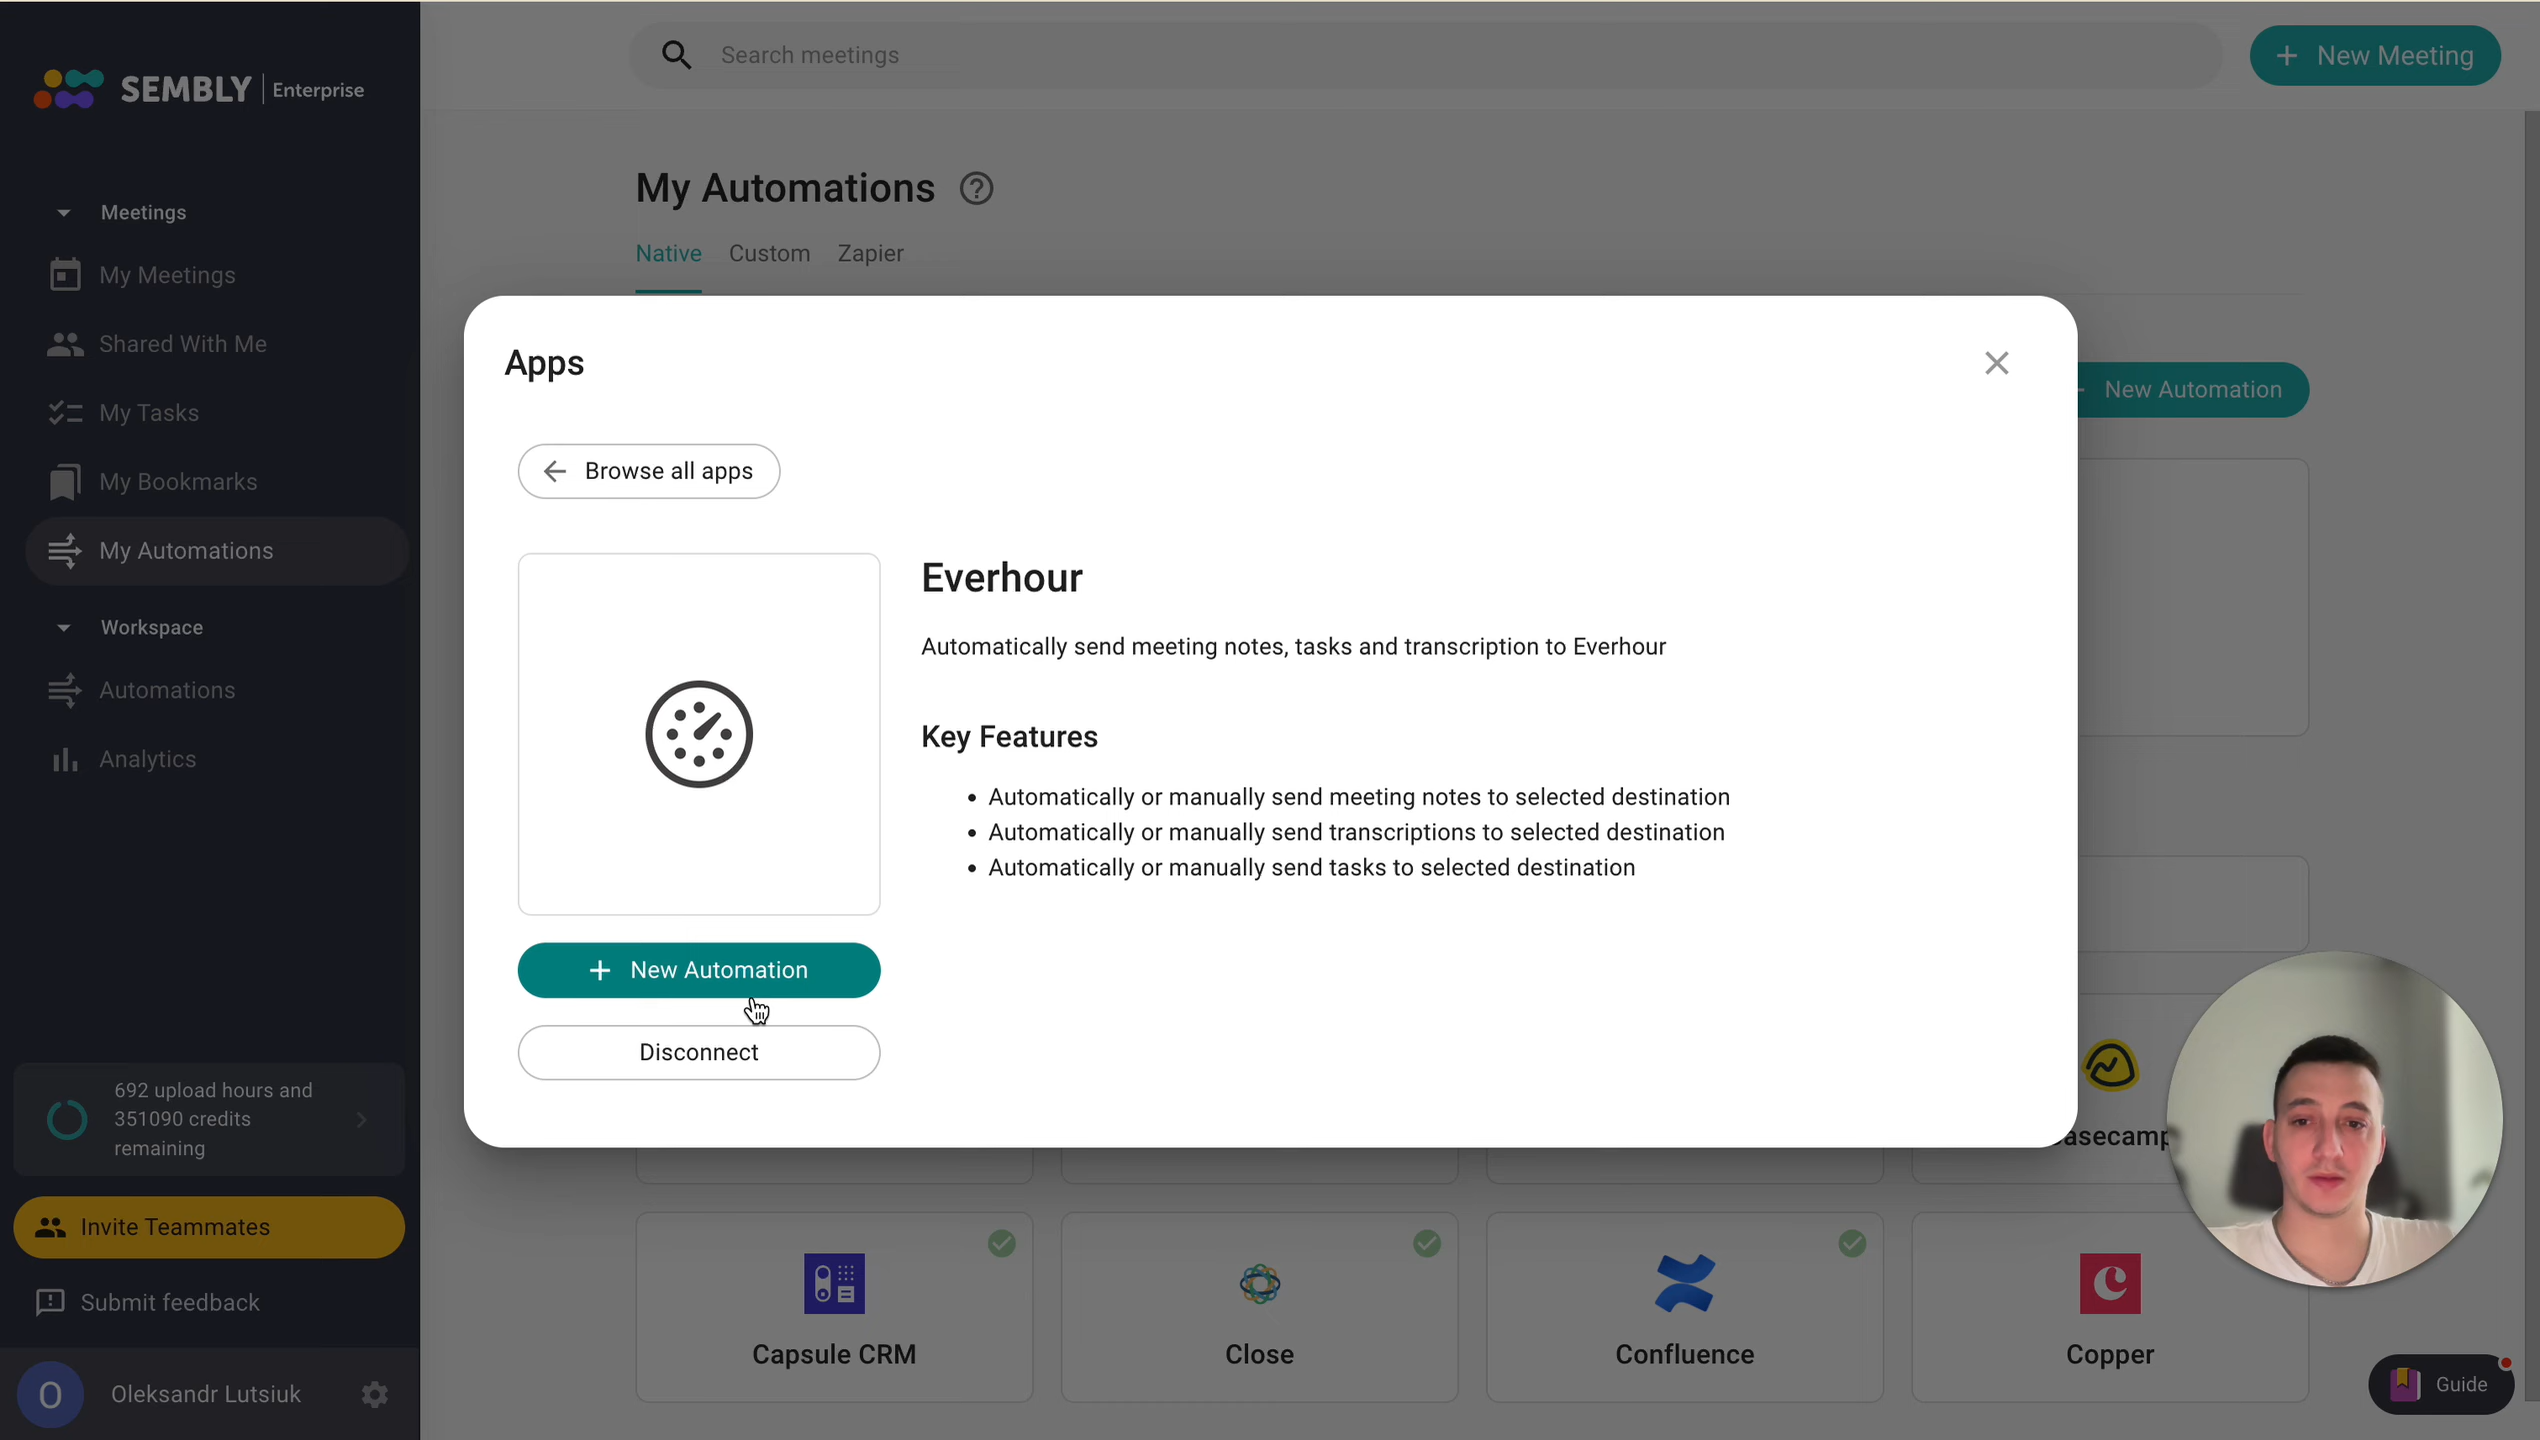 SEMBLY | Enterprise
Search meetings
+ New Meeting
Meetings
My Meetings
Shared With Me
My Tasks
My Bookmarks
My Automations
Workspace
Automations
Analytics
692 upload hours and
351090 credits
remaining
Invite Teammates
Submit feedback
O Oleksandr Lutsiuk
My Automations
Native Custom Zapier
New Automation
Apps
Browse all apps
Everhour
Automatically send meeting notes, tasks and transcription to Everhour
Key Features
• Automatically or manually send meeting notes to selected destination
• Automatically or manually send transcriptions to selected destination
• Automatically or manually send tasks to selected destination
+ New Automation
Disconnect
asecamp
Capsule CRM
Close
Confluence
Copper
Guide